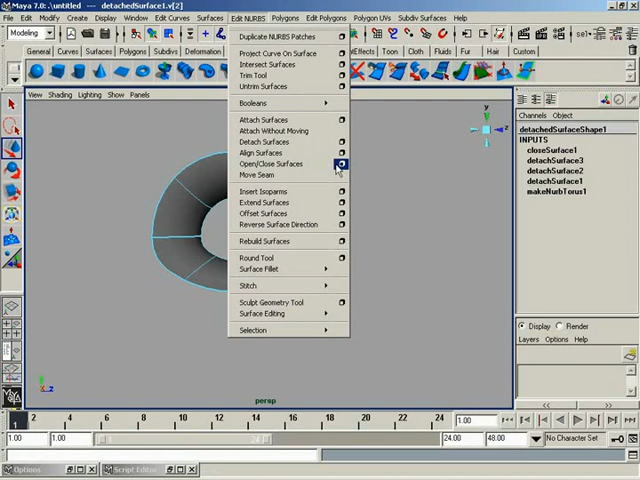 Maya 7.0: .\untitled --- detachedSurface1.v[2]
File Edit Modify Create Display Window Edit Curves Surfaces Edit NURBS Polygons Edit Polygons Polygon UVs Subdiv Surfaces Help
Modeling
sel
General Curves Surfaces Polygons Subdivs Deformation Effects Toon Fluids Fur Hair Custom
View Shading Lighting Show Panels
Duplicate NURBS Patches
Project Curve On Surface
Intersect Surfaces
Trim Tool
Untrim Surfaces
Booleans
Attach Surfaces
Attach Without Moving
Detach Surfaces
Align Surfaces
Open/Close Surfaces
Move Seam
Insert Isoparms
Extend Surfaces
Offset Surfaces
Reverse Surface Direction
Rebuild Surfaces
Round Tool
Surface Fillet
Stitch
Sculpt Geometry Tool
Surface Editing
Selection
y
z
Channels Object
detachedSurfaceShape1
INPUTS
closeSurface1
detachSurface3
detachSurface2
detachSurface1
makeNurbTorus1
Display Render
Layers Options
persp
2 4 6 8 10 12 14 16 18 20 22 24
1
1.00
1.00 1.00 24 24.00 48.00 No Character Set
Options Script Editor